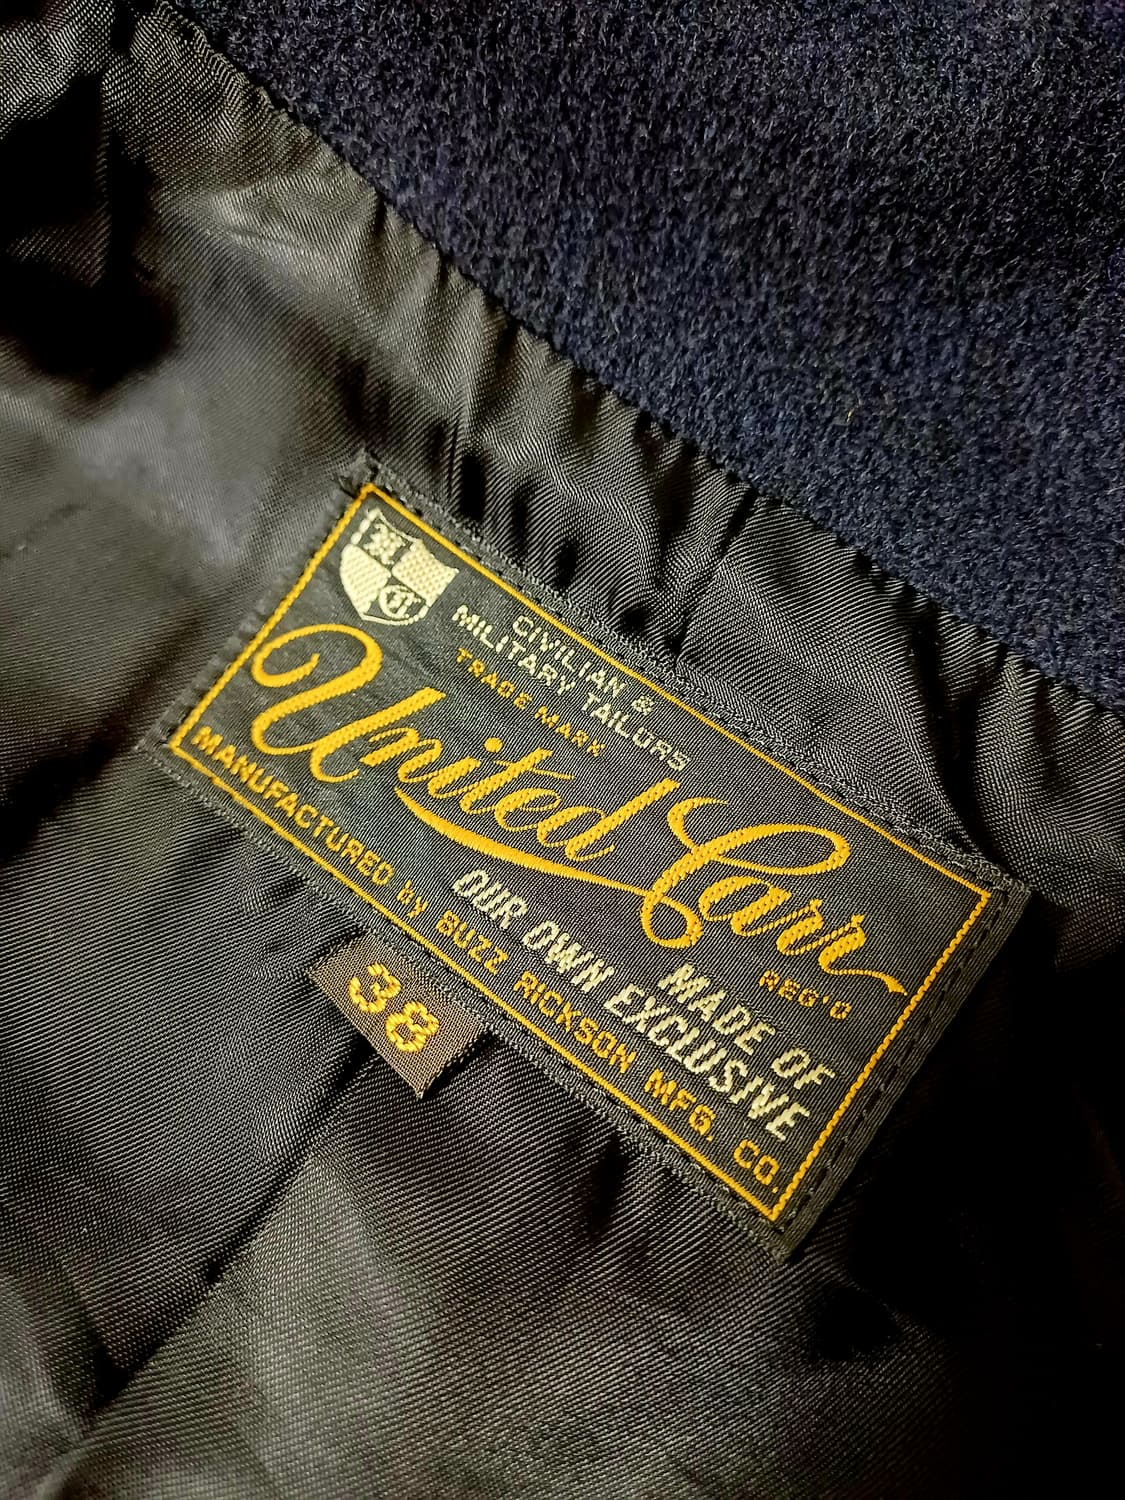 CIVILIAN &
MILITARY TAILORS
TRADE MARK
United Carr
REG'D
MADE OF
OUR OWN EXCLUSIVE
MANUFACTURED by BUZZ RICKSON MFG. CO.
38